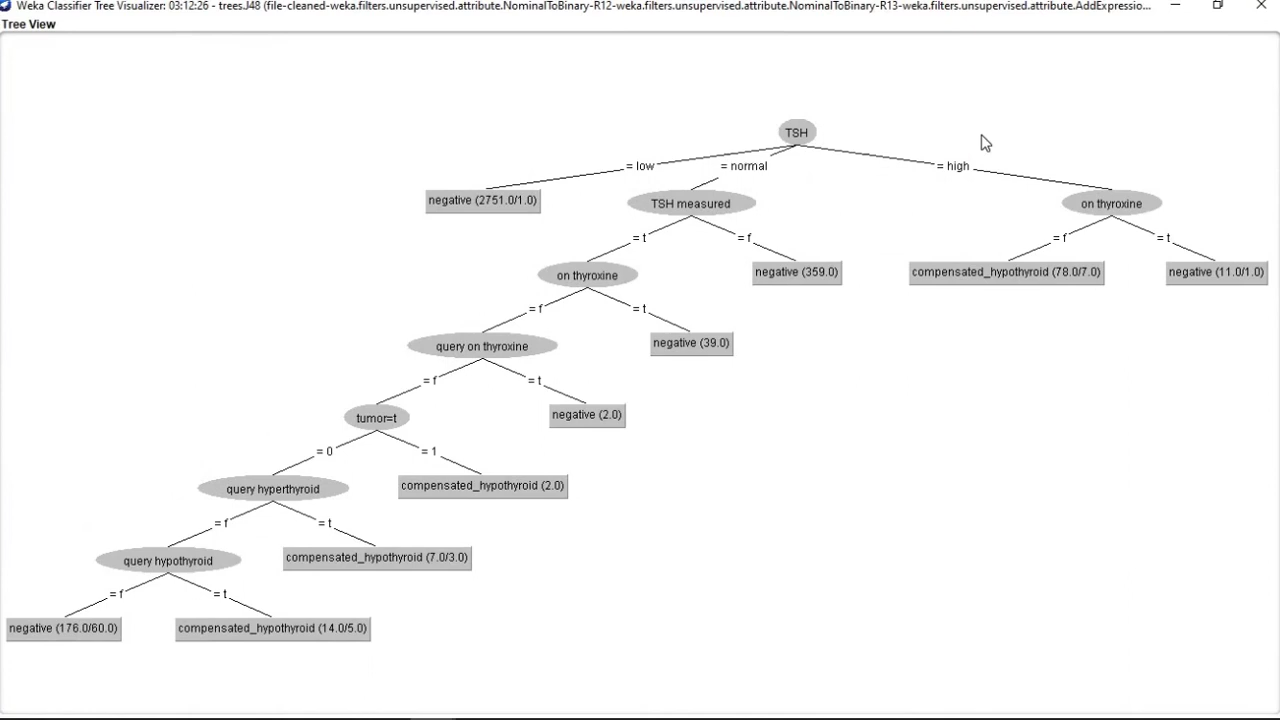 Weka Classifier Tree Visualizer: 03:12:26 - trees.J48 (file-cleaned-weka.filters.unsupervised.attribute.NominalToBinary-R12-weka.filters.unsupervised.attribute.NominalToBinary-R13-weka.filters.unsupervised.attribute.AddExpressio...
Tree View
TSH
= low
= normal
= high
negative (2751.0/1.0)
TSH measured
on thyroxine
= t
= f
= f
= t
on thyroxine
negative (359.0)
compensated_hypothyroid (78.0/7.0)
negative (11.0/1.0)
= f
= t
query on thyroxine
negative (39.0)
= f
= t
tumor=t
negative (2.0)
= 0
= 1
query hyperthyroid
compensated_hypothyroid (2.0)
= f
= t
query hypothyroid
compensated_hypothyroid (7.0/3.0)
= f
= t
negative (176.0/60.0)
compensated_hypothyroid (14.0/5.0)